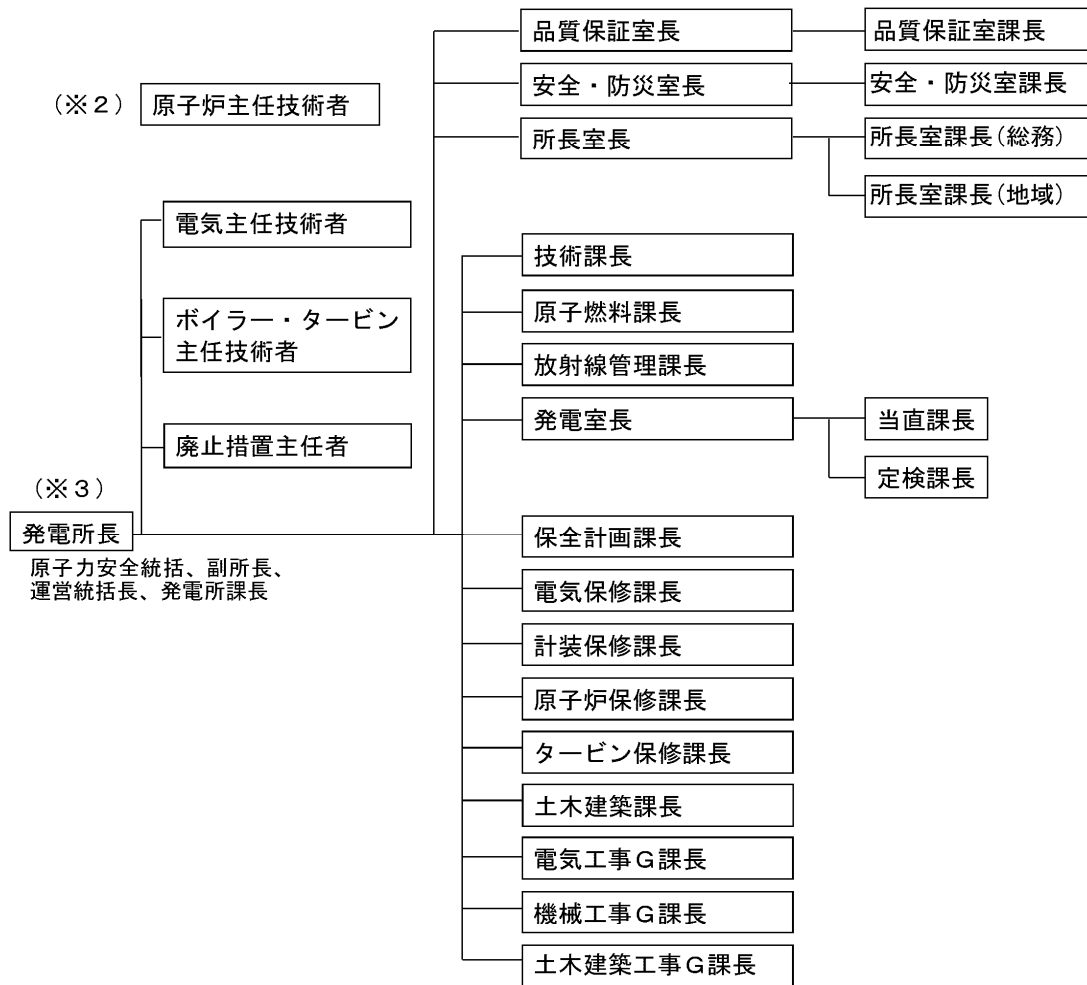 品質保証室長
品質保証室課長
安全・防災室長
安全・防災室課長
(※2)
原子炉主任技術者
所長室長
所長室課長(総務)
所長室課長(地域)
電気主任技術者
技術課長
ボイラー・タービン
主任技術者
原子燃料課長
放射線管理課長
発電室長
当直課長
廃止措置主任者
定検課長
(※3)
発電所長
原子力安全統括、副所長、
運営統括長、発電所課長
保全計画課長
電気保修課長
計装保修課長
原子炉保修課長
タービン保修課長
土木建築課長
電気工事G課長
機械工事G課長
土木建築工事G課長